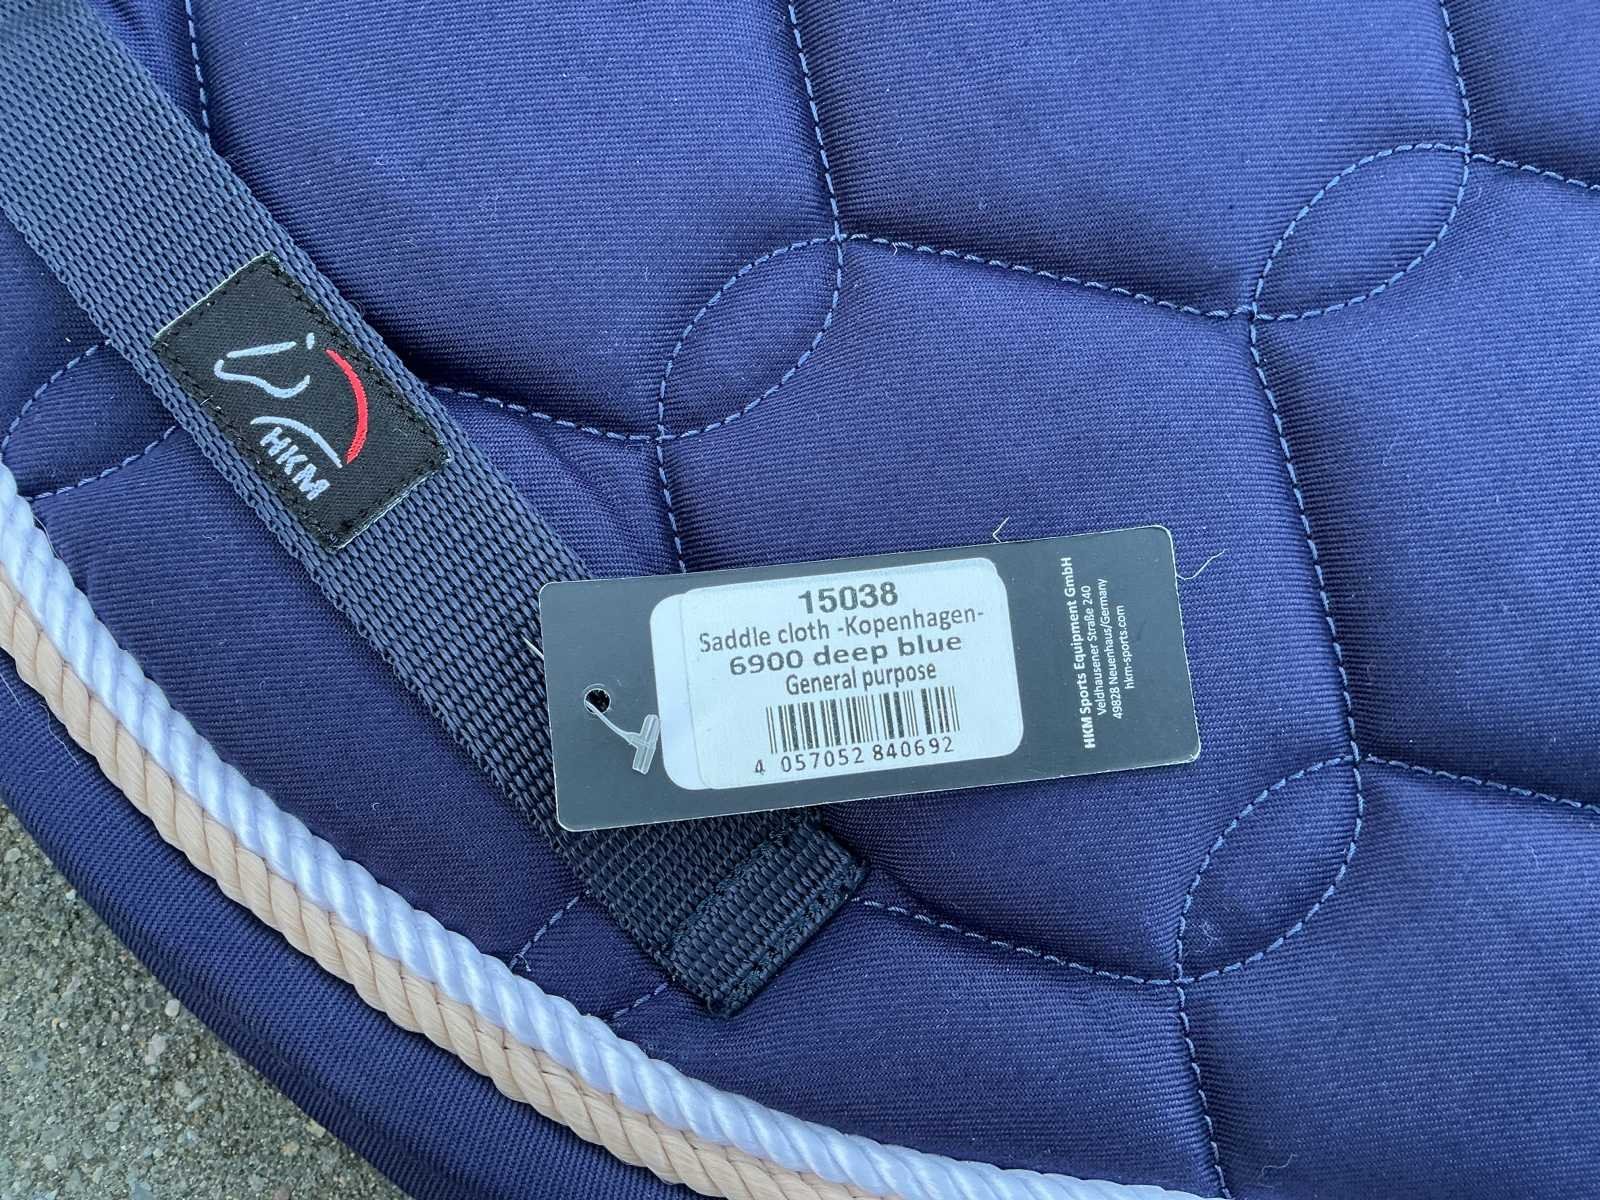 HKM
15038
Saddle cloth -Kopenhagen-
6900 deep blue
General purpose
4 057052 840692
HKM Sports Equipment GmbH
Veldhausener Straße 240
49828 Neuenhaus/Germany
hkm-sports.com